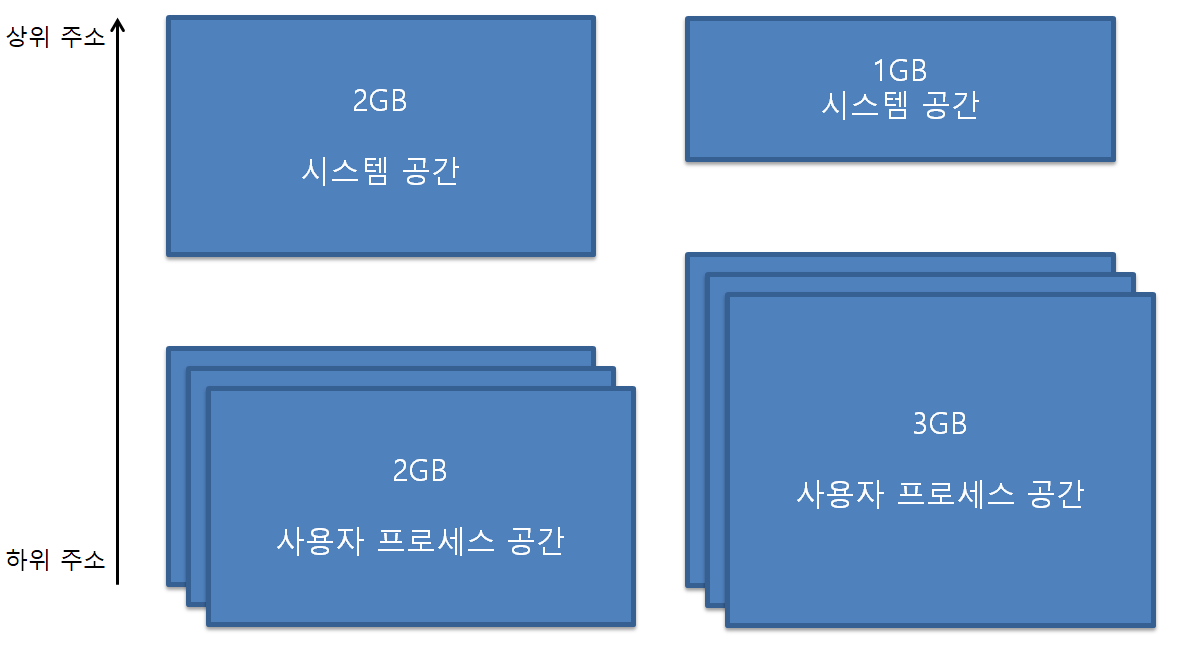 상위 주소
2GB
시스템 공간
1GB
시스템 공간
2GB
사용자 프로세스 공간
3GB
사용자 프로세스 공간
하위 주소